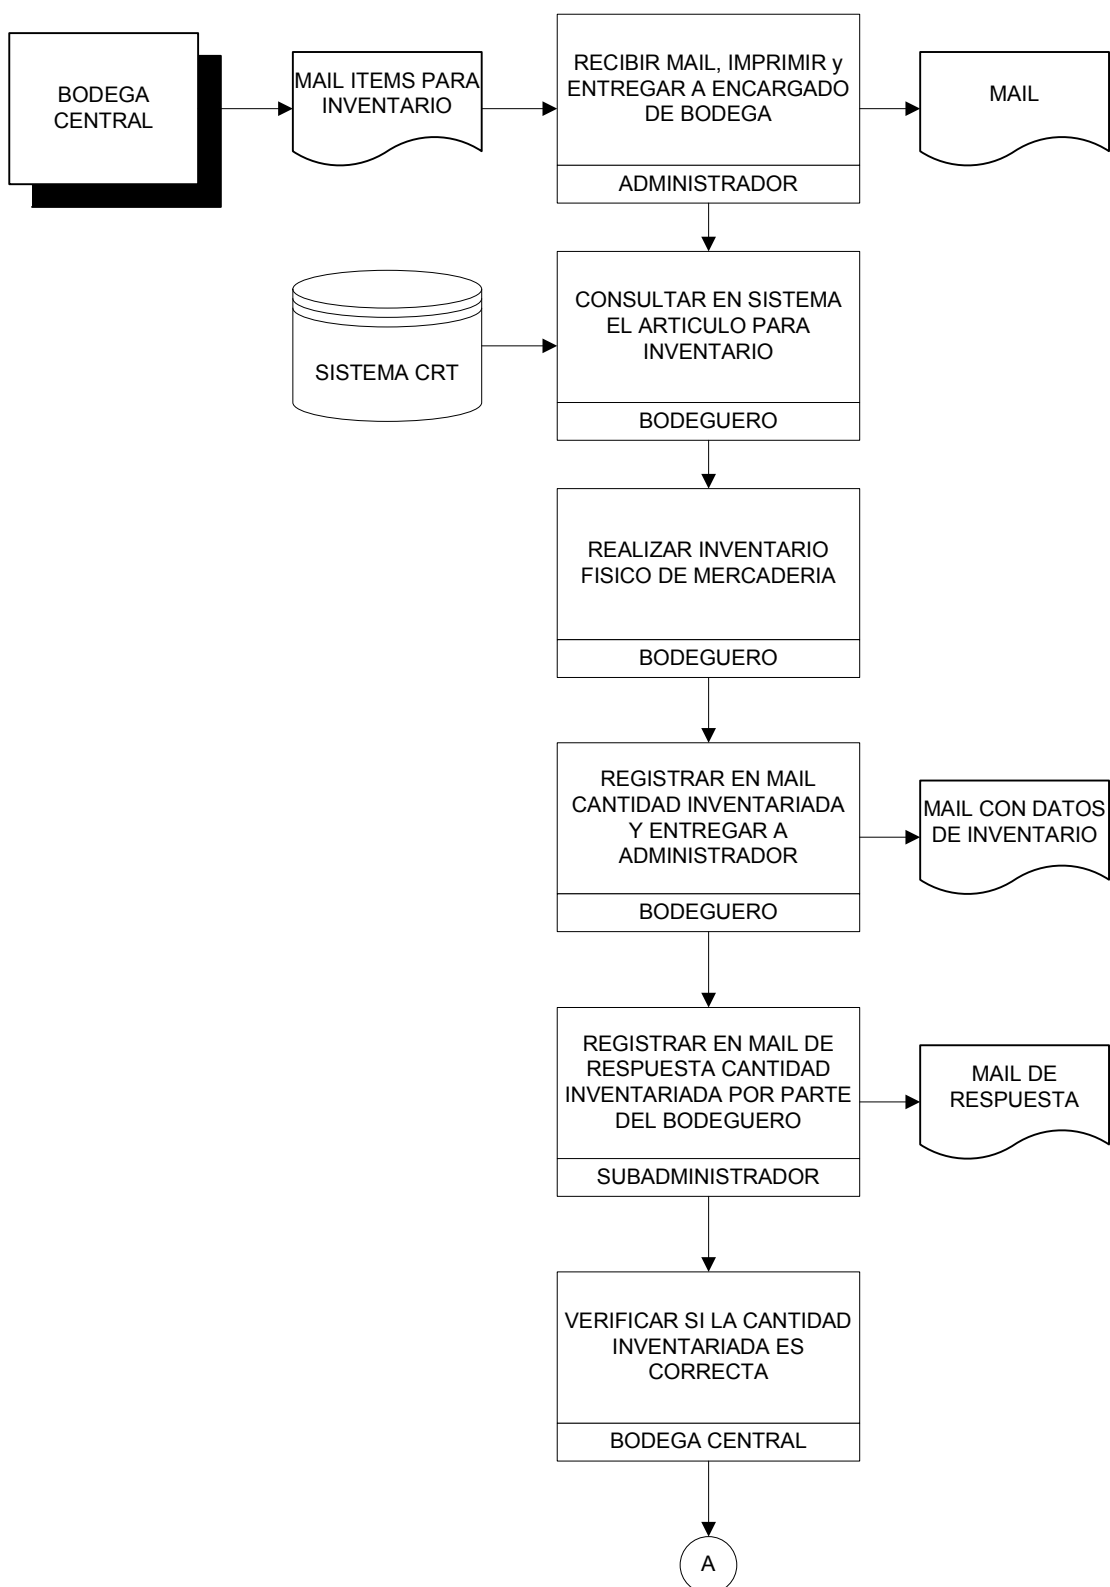 BODEGA
CENTRAL
MAIL ITEMS PARA
INVENTARIO
RECIBIR MAIL, IMPRIMIR y
ENTREGAR A ENCARGADO
DE BODEGA
ADMINISTRADOR
MAIL
SISTEMA CRT
CONSULTAR EN SISTEMA
EL ARTICULO PARA
INVENTARIO
BODEGUERO
REALIZAR INVENTARIO
FISICO DE MERCADERIA
BODEGUERO
REGISTRAR EN MAIL
CANTIDAD INVENTARIADA
Y ENTREGAR A
ADMINISTRADOR
BODEGUERO
MAIL CON DATOS
DE INVENTARIO
REGISTRAR EN MAIL DE
RESPUESTA CANTIDAD
INVENTARIADA POR PARTE
DEL BODEGUERO
SUBADMINISTRADOR
MAIL DE
RESPUESTA
VERIFICAR SI LA CANTIDAD
INVENTARIADA ES
CORRECTA
BODEGA CENTRAL
A